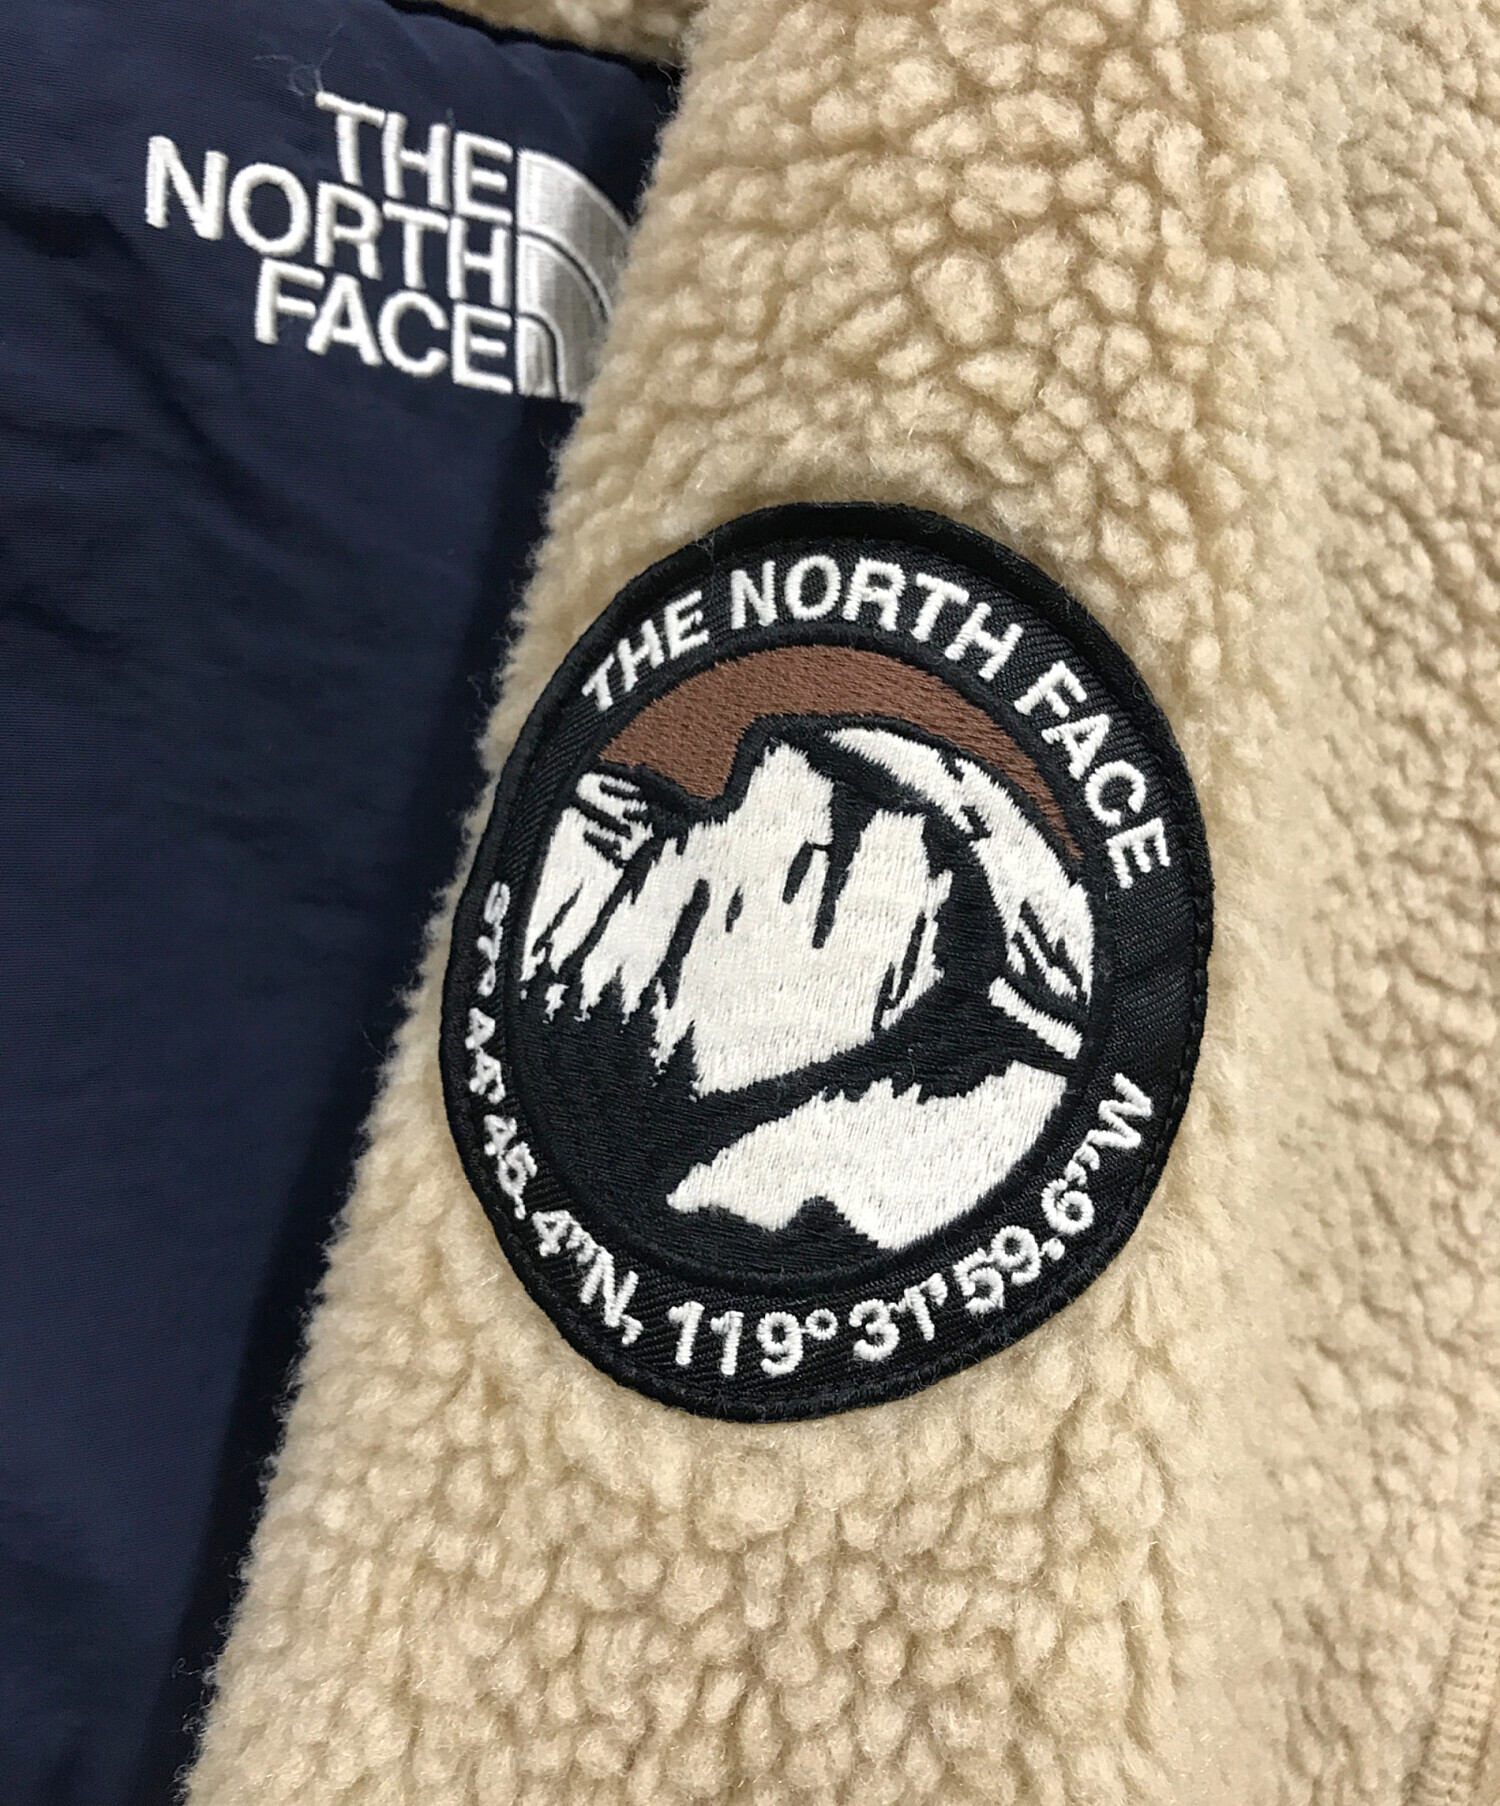 THE
NORTH
FACE
THE NORTH FACE
37° 44' 45.4"N, 119° 31' 59.6"W